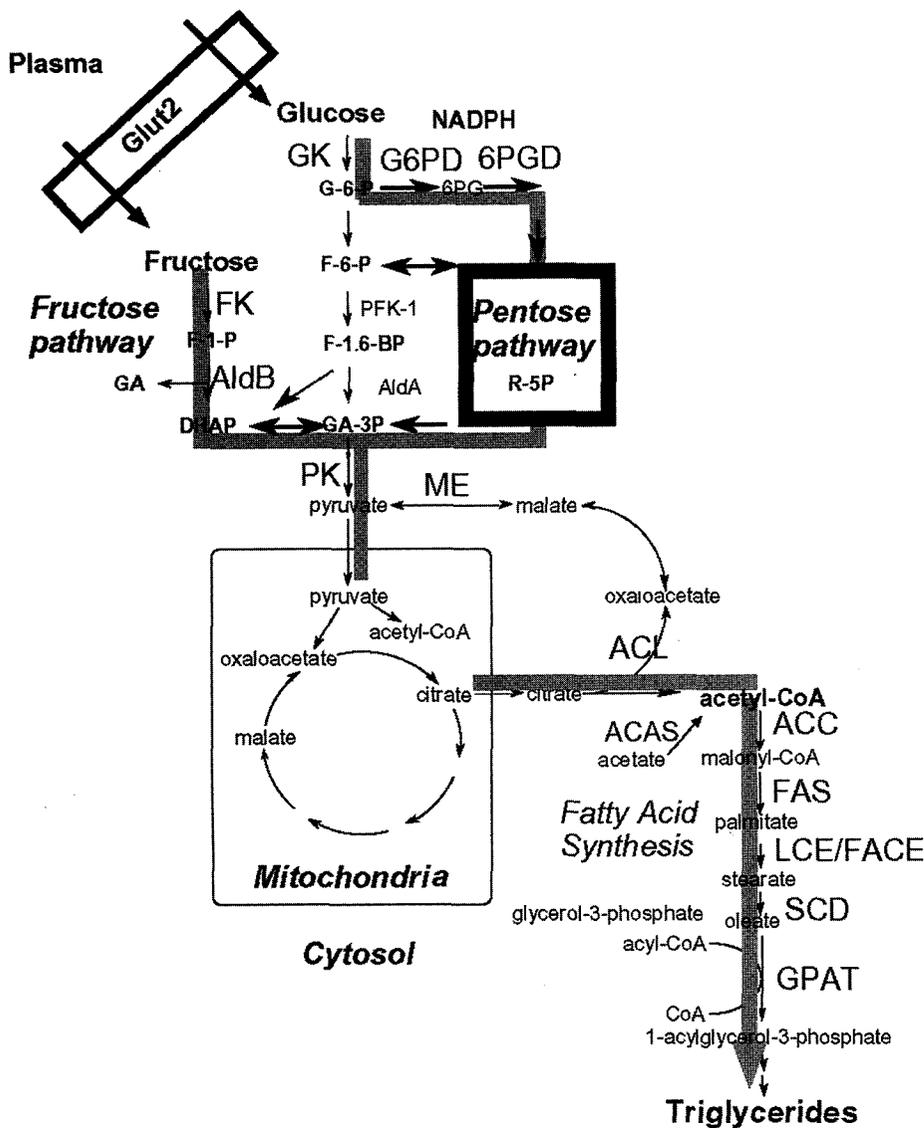 Plasma
Glut2
Glucose
NADPH
GK
G6PD
6PGD
G-6-P
6PG
Fructose
F-6-P
Fructose
pathway
FK
PFK-1
Pentose
pathway
F-1-P
F-1.6-BP
GA
AldB
AldA
R-5P
DHAP
GA-3P
PK
ME
pyruvate
malate
pyruvate
acetyl-CoA
oxaloacetate
oxaloacetate
ACL
citrate
citrate
acetyl-CoA
ACC
ACAS
malate
acetate
malonyl-CoA
FAS
Fatty Acid
Synthesis
palmitate
LCE/FACE
Mitochondria
stearate
SCD
glycerol-3-phosphate
oleate
Cytosol
acyl-CoA
GPAT
CoA
1-acylglycerol-3-phosphate
Triglycerides